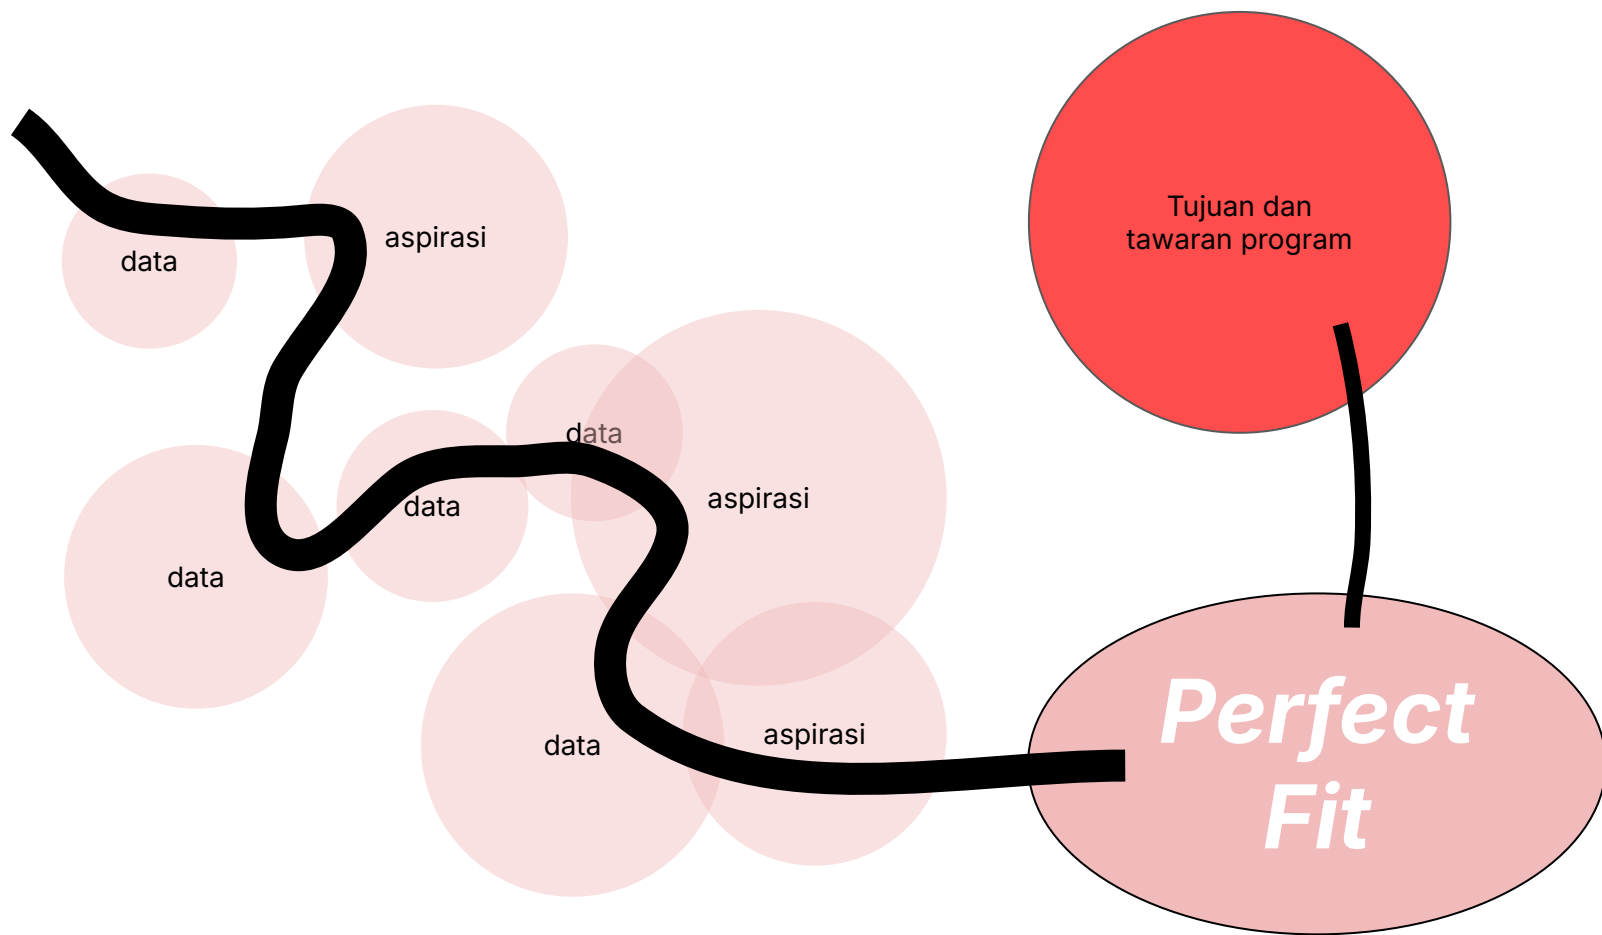 data
aspirasi
data
data
data
aspirasi
data
aspirasi
Tujuan dan
tawaran program
Perfect
Fit